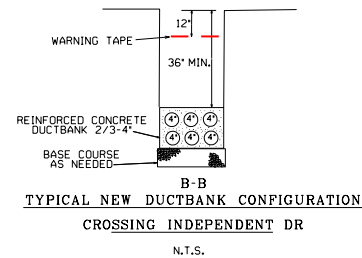 12"
WARNING TAPE
36" MIN.
REINFORCED CONCRETE
DUCTBANK 2/3-4"
4" 4" 4"
4" 4" 4"
BASE COURSE
AS NEEDED
B-B
TYPICAL NEW DUCTBANK CONFIGURATION
CROSSING INDEPENDENT DR
N.T.S.